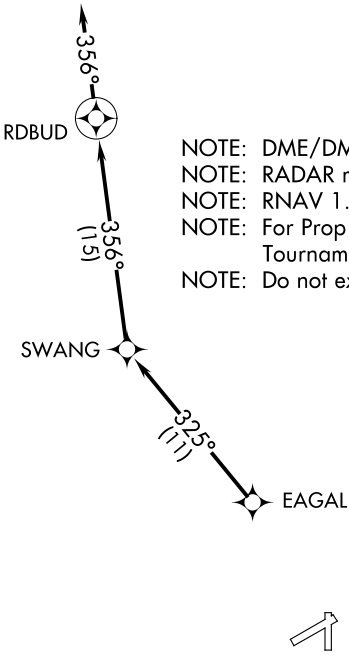 356°
RDBUD
NOTE: DME/DM
NOTE: RADAR
NOTE: RNAV 1.
NOTE: For Prop
Tournam
NOTE: Do not ex
356°
(15)
SWANG
325°
(11)
EAGAL